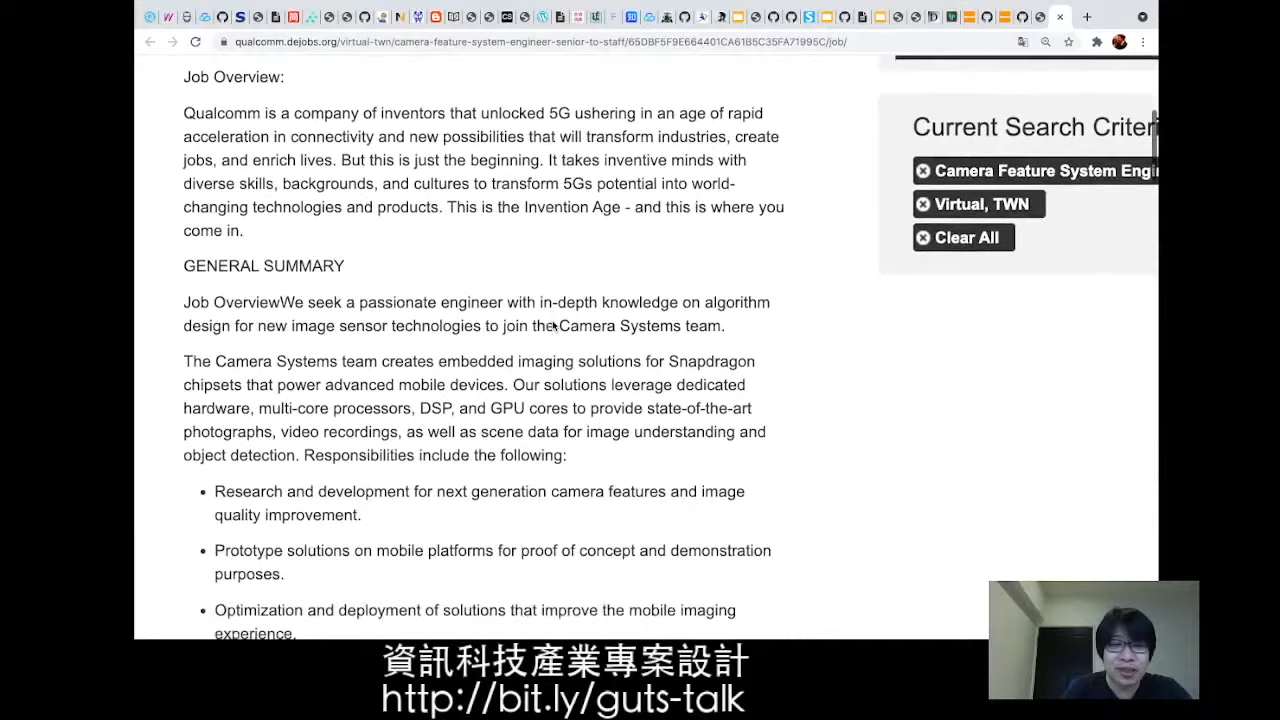 qualcomm.dejobs.org/virtual-twn/camera-feature-system-engineer-senior-to-staff/65DBF5F9E664401CA61B5C35FA71995C/job/
Job Overview:
Qualcomm is a company of inventors that unlocked 5G ushering in an age of rapid
acceleration in connectivity and new possibilities that will transform industries, create
jobs, and enrich lives. But this is just the beginning. It takes inventive minds with
diverse skills, backgrounds, and cultures to transform 5Gs potential into world-
changing technologies and products. This is the Invention Age - and this is where you
come in.
GENERAL SUMMARY
Job OverviewWe seek a passionate engineer with in-depth knowledge on algorithm
design for new image sensor technologies to join the Camera Systems team.
The Camera Systems team creates embedded imaging solutions for Snapdragon
chipsets that power advanced mobile devices. Our solutions leverage dedicated
hardware, multi-core processors, DSP, and GPU cores to provide state-of-the-art
photographs, video recordings, as well as scene data for image understanding and
object detection. Responsibilities include the following:
• Research and development for next generation camera features and image
quality improvement.
• Prototype solutions on mobile platforms for proof of concept and demonstration
purposes.
• Optimization and deployment of solutions that improve the mobile imaging
experience.
Current Search Criteri
Camera Feature System Engi
Virtual, TWN
Clear All
資訊科技產業專案設計
http://bit.ly/guts-talk